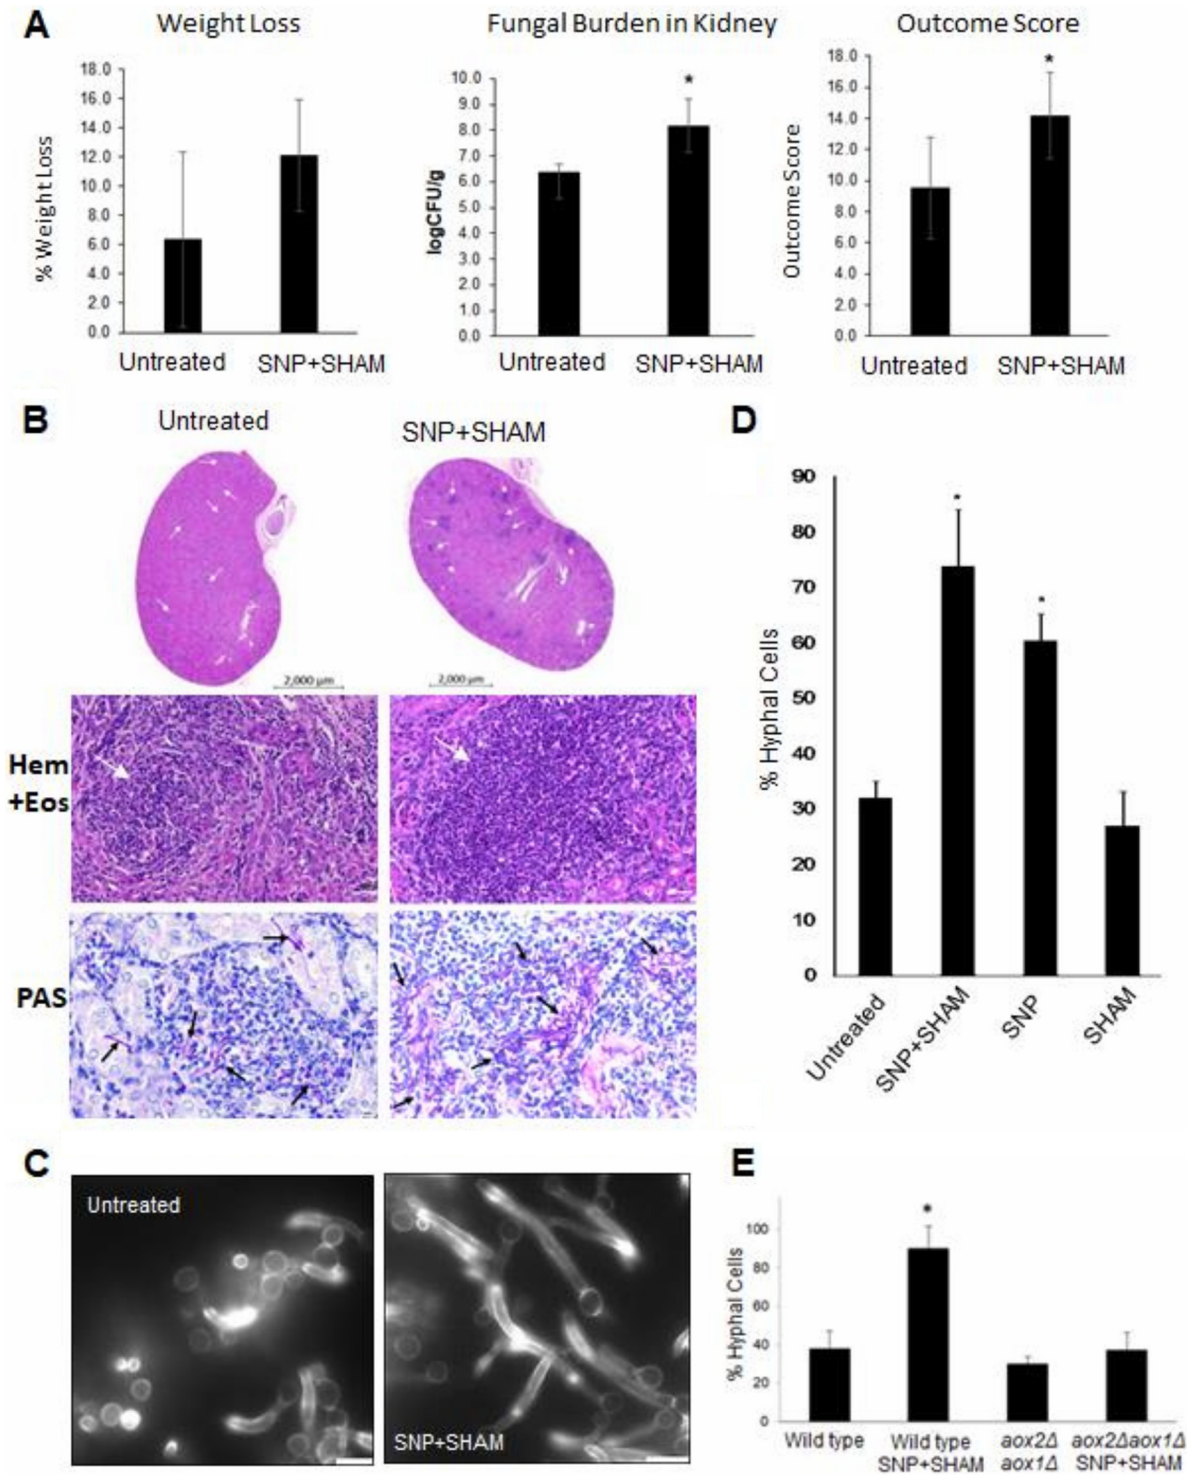 A
Weight Loss
Fungal Burden in Kidney
Outcome Score
% Weight Loss
18.0
16.0
14.0
12.0
10.0
8.0
6.0
4.0
2.0
0.0
Untreated
SNP+SHAM
logCFU/g
10.0
9.0
8.0
7.0
6.0
5.0
4.0
3.0
2.0
1.0
0.0
*
Untreated
SNP+SHAM
Outcome Score
18.0
16.0
14.0
12.0
10.0
8.0
6.0
4.0
2.0
0.0
*
Untreated
SNP+SHAM
B
Untreated
SNP+SHAM
2,000 µm
2,000 µm
Hem
+Eos
PAS
C
Untreated
SNP+SHAM
D
% Hyphal Cells
90
80
70
60
50
40
30
20
10
0
*
*
Untreated
SNP+SHAM
SNP
SHAM
E
% Hyphal Cells
100
80
60
40
20
0
*
Wild type
Wild type
SNP+SHAM
aox2Δ
aox1Δ
aox2Δaox1Δ
SNP+SHAM